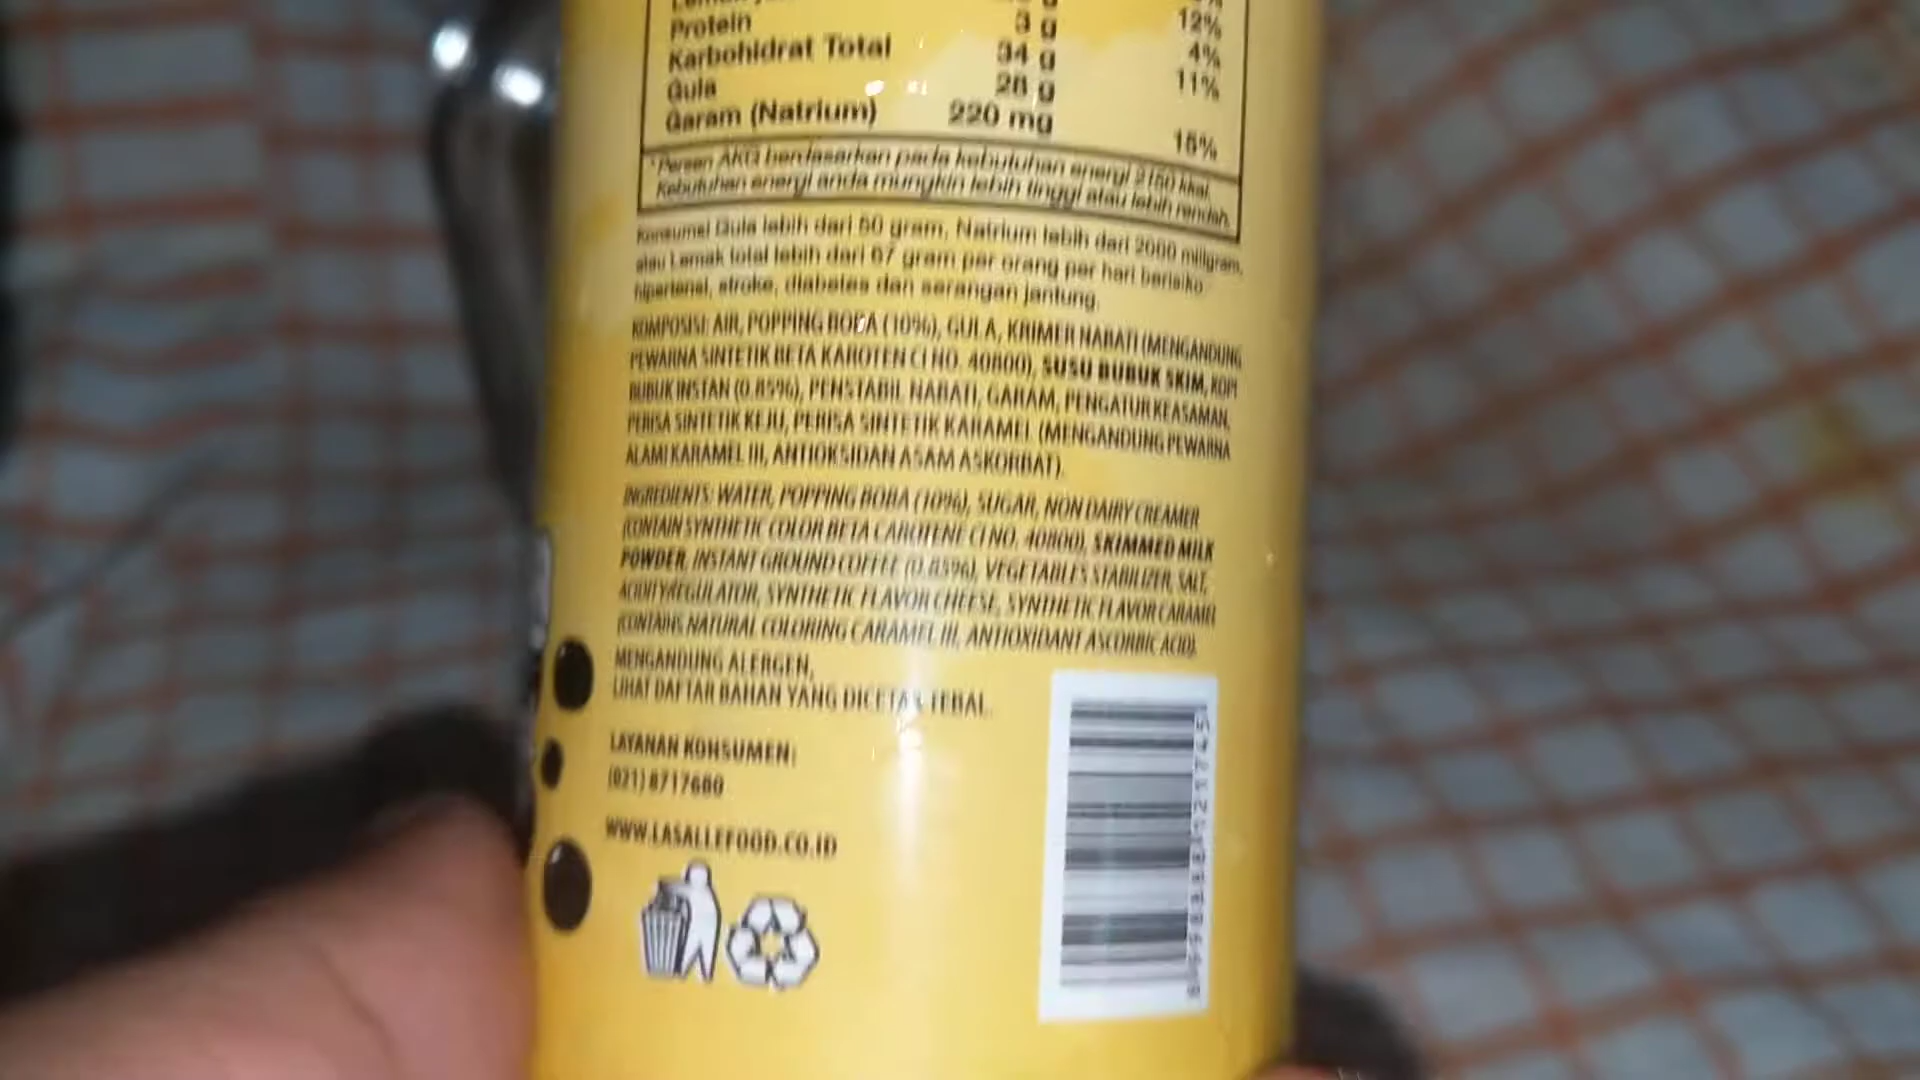 Protein 3 g 12%
Karbohidrat Total 34 g 4%
Gula 28 g 11%
Garam (Natrium) 220 mg 15%
*Persen AKG berdasarkan pada kebutuhan energi 2150 kkal.
Kebutuhan energi anda mungkin lebih tinggi atau lebih rendah.
Konsumsi Gula lebih dari 50 gram, Natrium lebih dari 2000 miligram,
atau Lemak total lebih dari 67 gram per orang per hari berisiko
hipertensi, stroke, diabetes dan serangan jantung.
KOMPOSISI: AIR, POPPING BOBA (10%), GULA, KRIMER NABATI (MENGANDUNG
PEWARNA SINTETIK BETA KAROTEN CI NO. 40800), SUSU BUBUK SKIM, KOPI
BUBUK INSTAN (0.85%), PENSTABIL NABATI, GARAM, PENGATUR KEASAMAN,
PERISA SINTETIK KEJU, PERISA SINTETIK KARAMEL (MENGANDUNG PEWARNA
ALAMI KARAMEL III, ANTIOKSIDAN ASAM ASKORBAT).
INGREDIENTS: WATER, POPPING BOBA (10%), SUGAR, NON DAIRY CREAMER
(CONTAIN SYNTHETIC COLOR BETA CAROTENE CI NO. 40800), SKIMMED MILK
POWDER, INSTANT GROUND COFFEE (0.85%), VEGETABLES STABILIZER, SALT,
ACIDITY REGULATOR, SYNTHETIC FLAVOR CHEESE, SYNTHETIC FLAVOR CARAMEL
(CONTAINS NATURAL COLORING CARAMEL III, ANTIOXIDANT ASCORBIC ACID).
MENGANDUNG ALERGEN,
LIHAT DAFTAR BAHAN YANG DICETAK TEBAL.
LAYANAN KONSUMEN:
(021) 8717680
WWW.LASALLEFOOD.CO.ID